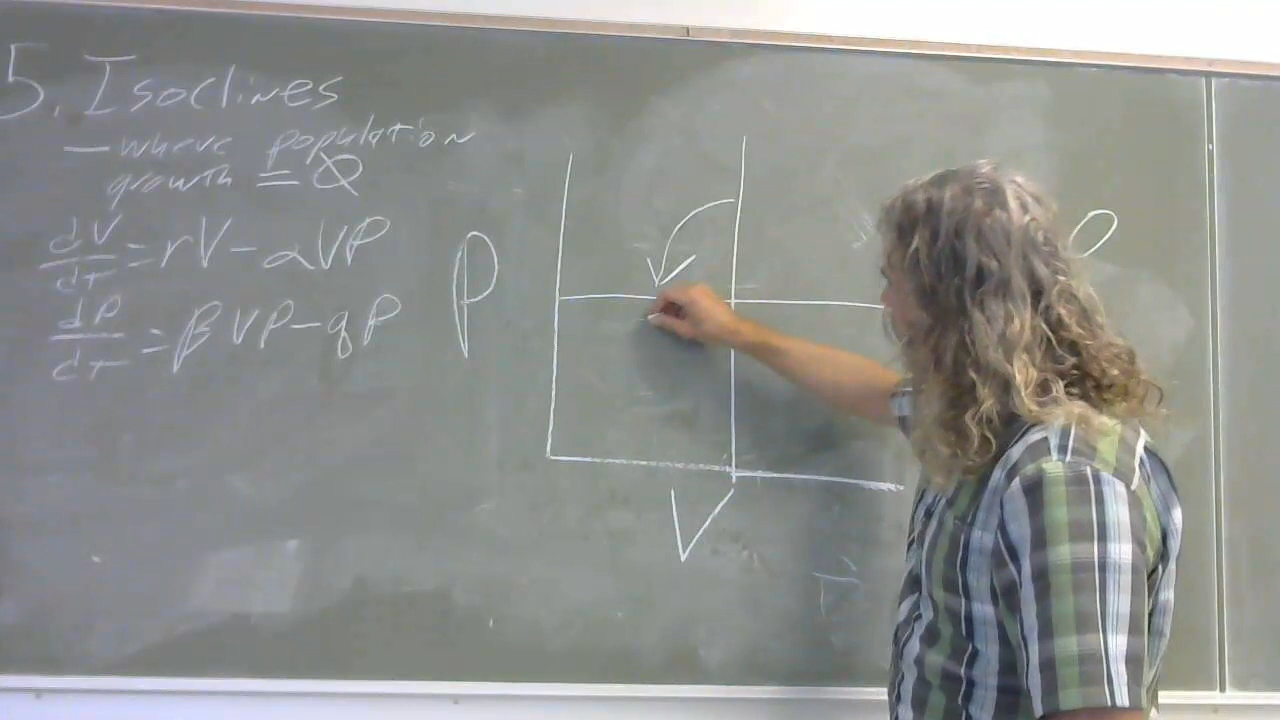 5. Isoclines
— where population
growth = 0
dV/dT = rV - αVP
dP/dT = βVP - qP
P
V